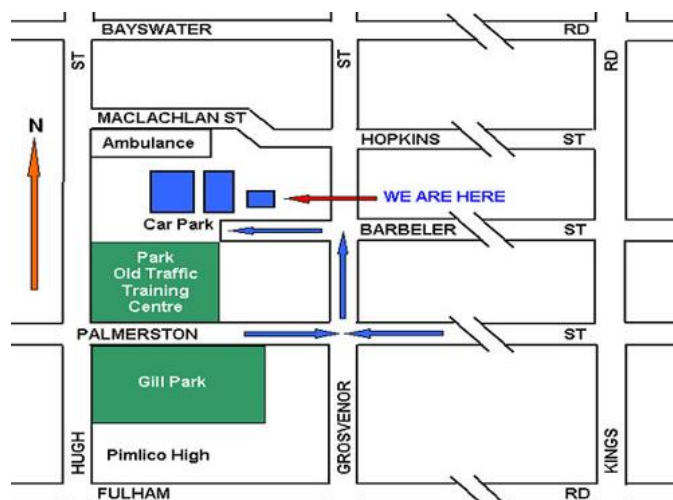 BAYSWATER RD
ST ST RD
MACLACHLAN ST
N
Ambulance HOPKINS ST
WE ARE HERE
Car Park BARBELER ST
Park
Old Traffic
Training
Centre
PALMERSTON ST
Gill Park
HUGH GROSVENOR KINGS
Pimlico High
FULHAM RD